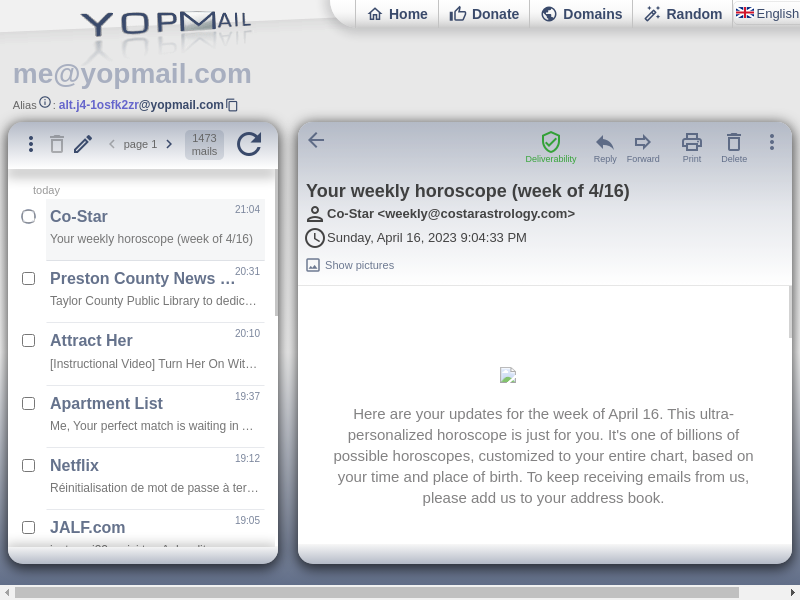 YOPMAIL
Home
Donate
Domains
Random
English
me@yopmail.com
Alias : alt.j4-1osfk2zr@yopmail.com
page 1
1473
mails
today
Co-Star
21:04
Your weekly horoscope (week of 4/16)
Preston County News …
20:31
Taylor County Public Library to dedic…
Attract Her
20:10
[Instructional Video] Turn Her On Wit…
Apartment List
19:37
Me, Your perfect match is waiting in …
Netflix
19:12
Réinitialisation de mot de passe à ter…
JALF.com
19:05
Deliverability
Reply
Forward
Print
Delete
Your weekly horoscope (week of 4/16)
Co-Star <weekly@costarastrology.com>
Sunday, April 16, 2023 9:04:33 PM
Show pictures
Here are your updates for the week of April 16. This ultra-
personalized horoscope is just for you. It's one of billions of
possible horoscopes, customized to your entire chart, based on
your time and place of birth. To keep receiving emails from us,
please add us to your address book.